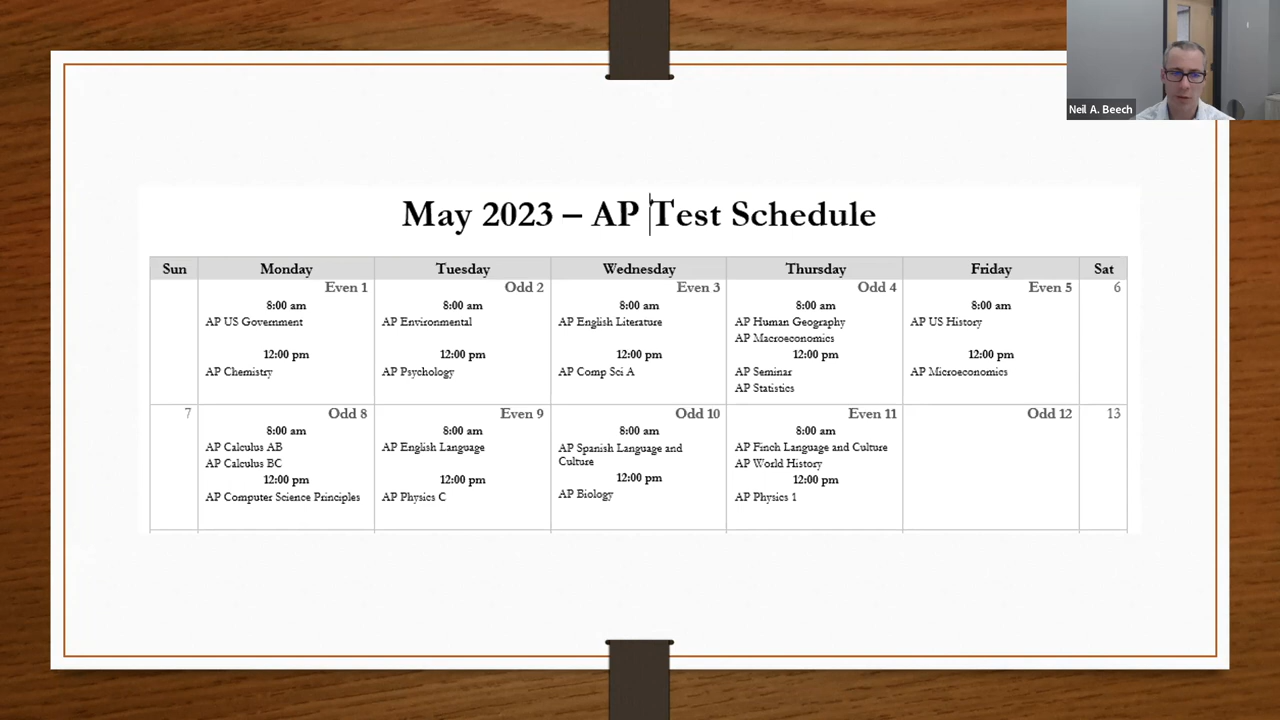 Neil A. Beech
May 2023 – AP Test Schedule
Sun Monday Tuesday Wednesday Thursday Friday Sat
Even 1 Odd 2 Even 3 Odd 4 Even 5 6
8:00 am 8:00 am 8:00 am 8:00 am 8:00 am
AP US Government AP Environmental AP English Literature AP Human Geography AP US History
AP Macroeconomics
12:00 pm 12:00 pm 12:00 pm 12:00 pm 12:00 pm
AP Chemistry AP Psychology AP Comp Sci A AP Seminar AP Microeconomics
AP Statistics
7 Odd 8 Even 9 Odd 10 Even 11 Odd 12 13
8:00 am 8:00 am 8:00 am 8:00 am
AP Calculus AB AP English Language AP Spanish Language and AP Finch Language and Culture
AP Calculus BC Culture AP World History
12:00 pm 12:00 pm 12:00 pm 12:00 pm
AP Computer Science Principles AP Physics C AP Biology AP Physics 1